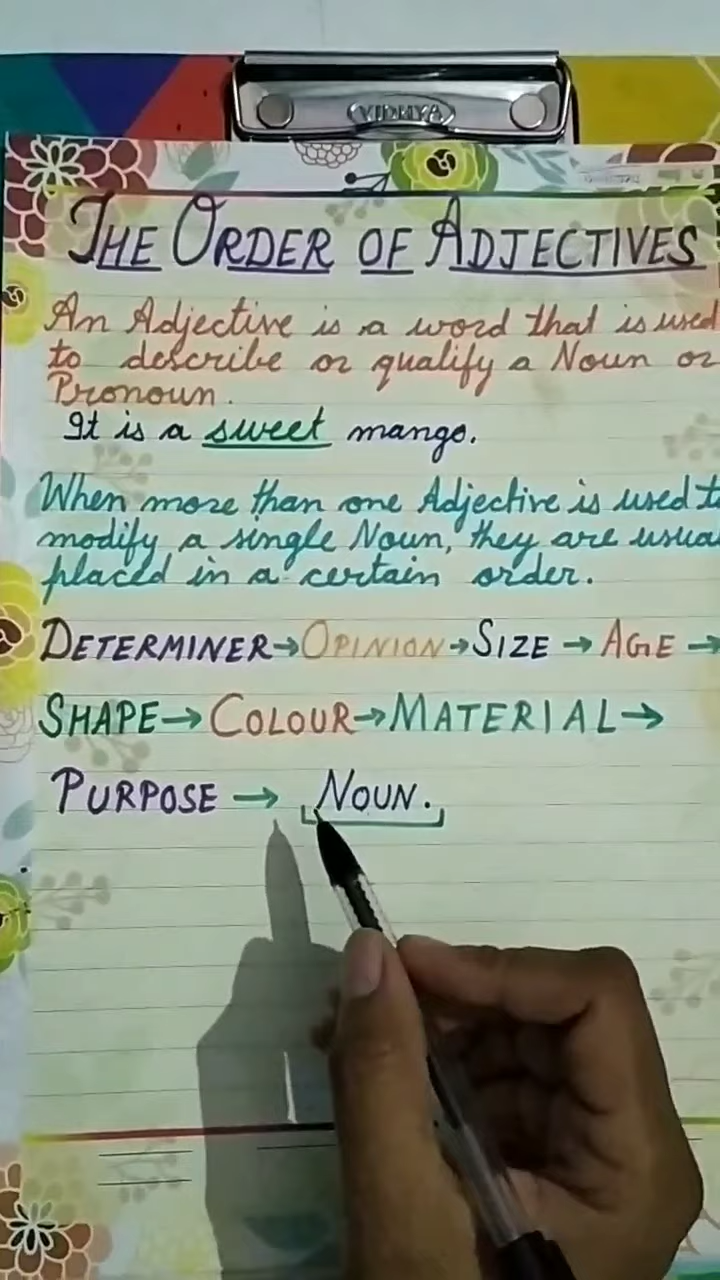 VIDHYA
THE ORDER OF ADJECTIVES
An Adjective is a word that is used
to describe or qualify a Noun or
Pronoun.
It is a sweet mango.
When more than one Adjective is used to
modify a single Noun, they are usua
placed in a certain order.
DETERMINER→OPINION→SIZE→AGE→
SHAPE→COLOUR→MATERIAL→
PURPOSE→ NOUN.